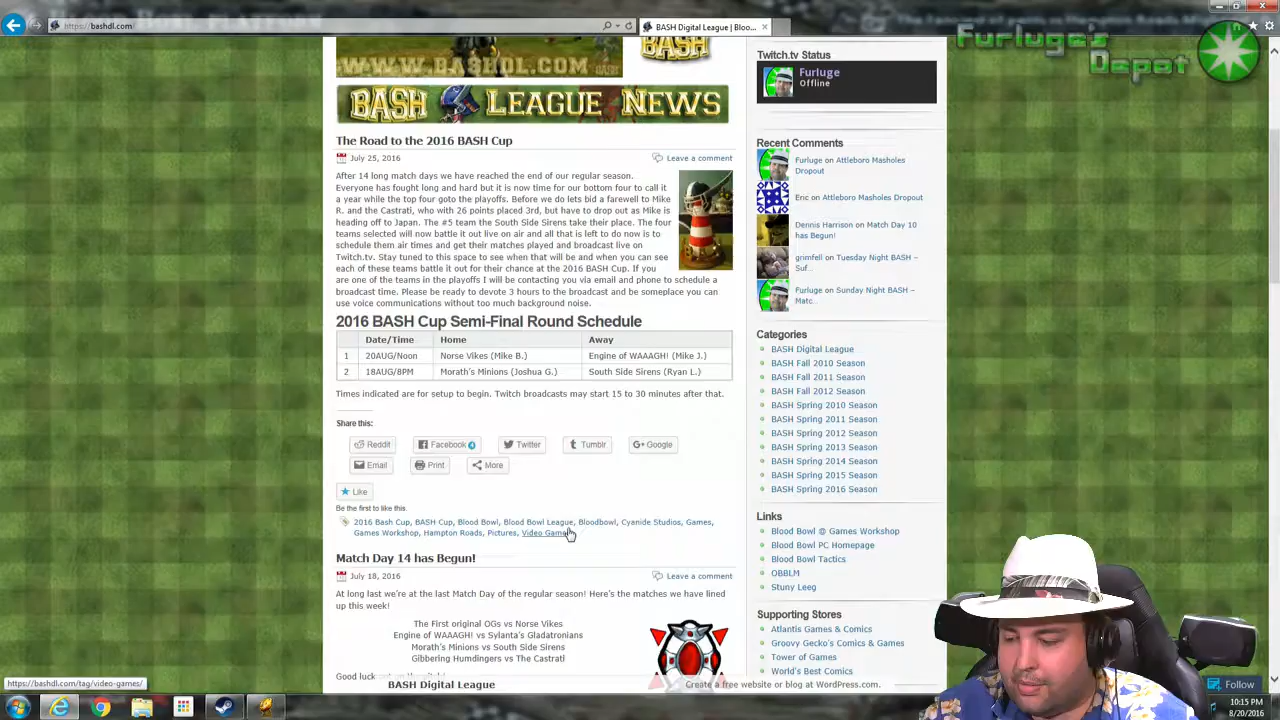 https://bashdl.com/
BASH Digital League | Bloo...
Furluges
Depot
WWW.BASHDL.COM
BASH
BASH LEAGUE NEWS
The Road to the 2016 BASH Cup
July 25, 2016
Leave a comment
After 14 long match days we have reached the end of our regular season.
Everyone has fought long and hard but it is now time for our bottom four to call it
a year while the top four goto the playoffs. Before we do lets bid a farewell to Mike
R. and the Castrati, who with 26 points placed 3rd, but have to drop out as Mike is
heading off to Japan. The #5 team the South Side Sirens take their place. The four
teams selected will now battle it out live on air and all that is left to do now is to
schedule them air times and get their matches played and broadcast live on
Twitch.tv. Stay tuned to this space to see when that will be and when you can see
each of these teams battle it out for their chance at the 2016 BASH Cup. If you
are one of the teams in the playoffs I will be contacting you via email and phone to schedule a
broadcast time. Please be ready to devote 3 hours to the broadcast and be someplace you can
use voice communications without too much background noise.
2016 BASH Cup Semi-Final Round Schedule
Date/Time Home Away
1 20AUG/Noon Norse Vikes (Mike B.) Engine of WAAAGH! (Mike J.)
2 18AUG/8PM Morath's Minions (Joshua G.) South Side Sirens (Ryan L.)
Times indicated are for setup to begin. Twitch broadcasts may start 15 to 30 minutes after that.
Share this:
Reddit Facebook 4 Twitter Tumblr G+ Google
Email Print More
Like
Be the first to like this.
2016 Bash Cup, BASH Cup, Blood Bowl, Blood Bowl League, Bloodbowl, Cyanide Studios, Games,
Games Workshop, Hampton Roads, Pictures, Video Games
Match Day 14 has Begun!
July 18, 2016
Leave a comment
At long last we're at the last Match Day of the regular season! Here's the matches we have lined
up this week!
The First original OGs vs Norse Vikes
Engine of WAAAGH! vs Sylanta's Gladatronians
Morath's Minions vs South Side Sirens
Gibbering Humdingers vs The Castrati
Good luck
BASH Digital League
Create a free website or blog at WordPress.com.
Twitch.tv Status
Furluge
Offline
Recent Comments
Furluge on Attleboro Masholes
Dropout
Eric on Attleboro Masholes Dropout
Dennis Harrison on Match Day 10
has Begun!
grimfell on Tuesday Night BASH –
Suf..
Furluge on Sunday Night BASH –
Matc..
Categories
BASH Digital League
BASH Fall 2010 Season
BASH Fall 2011 Season
BASH Fall 2012 Season
BASH Spring 2010 Season
BASH Spring 2011 Season
BASH Spring 2012 Season
BASH Spring 2013 Season
BASH Spring 2014 Season
BASH Spring 2015 Season
BASH Spring 2016 Season
Links
Blood Bowl @ Games Workshop
Blood Bowl PC Homepage
Blood Bowl Tactics
OBBLM
Stuny Leeg
Supporting Stores
Atlantis Games & Comics
Groovy Gecko's Comics & Games
Tower of Games
World's Best Comics
Follow
https://bashdl.com/tag/video-games/
10:15 PM
8/20/2016